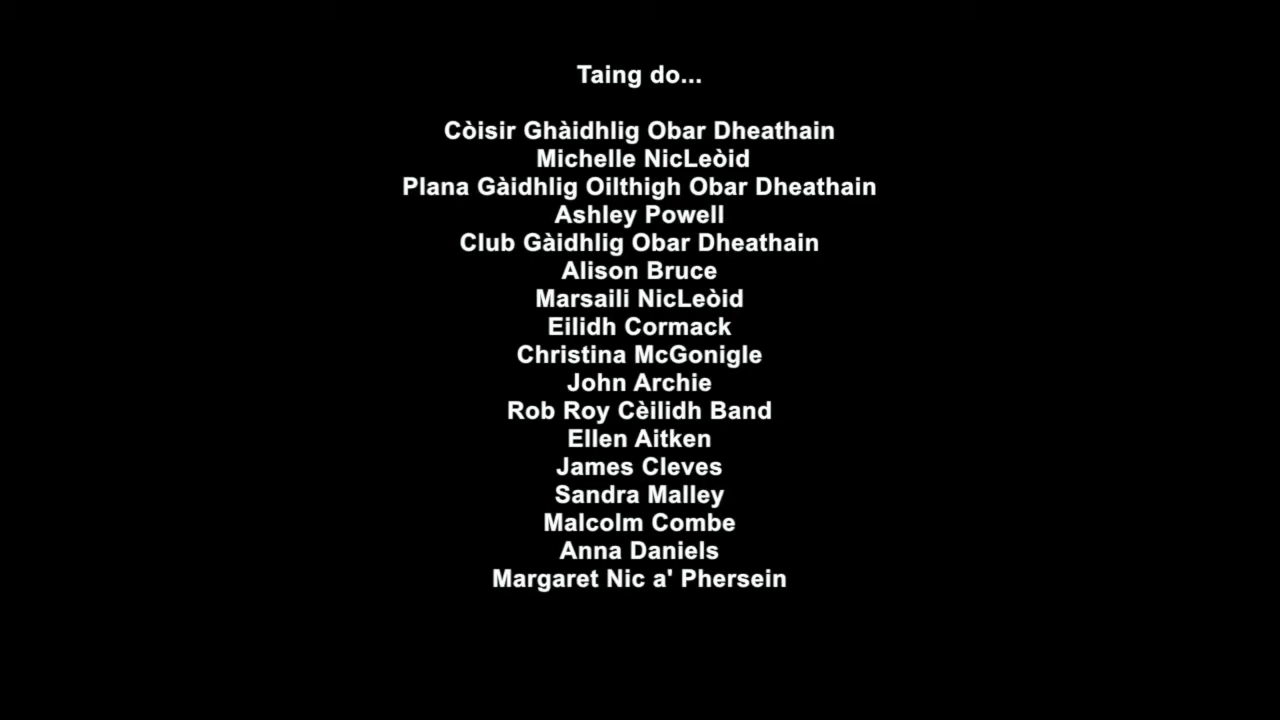 Taing do...
Còisir Ghàidhlig Obar Dheathain
Michelle NicLeòid
Plana Gàidhlig Oilthigh Obar Dheathain
Ashley Powell
Club Gàidhlig Obar Dheathain
Alison Bruce
Marsaili NicLeòid
Eilidh Cormack
Christina McGonigle
John Archie
Rob Roy Cèilidh Band
Ellen Aitken
James Cleves
Sandra Malley
Malcolm Combe
Anna Daniels
Margaret Nic a' Phersein